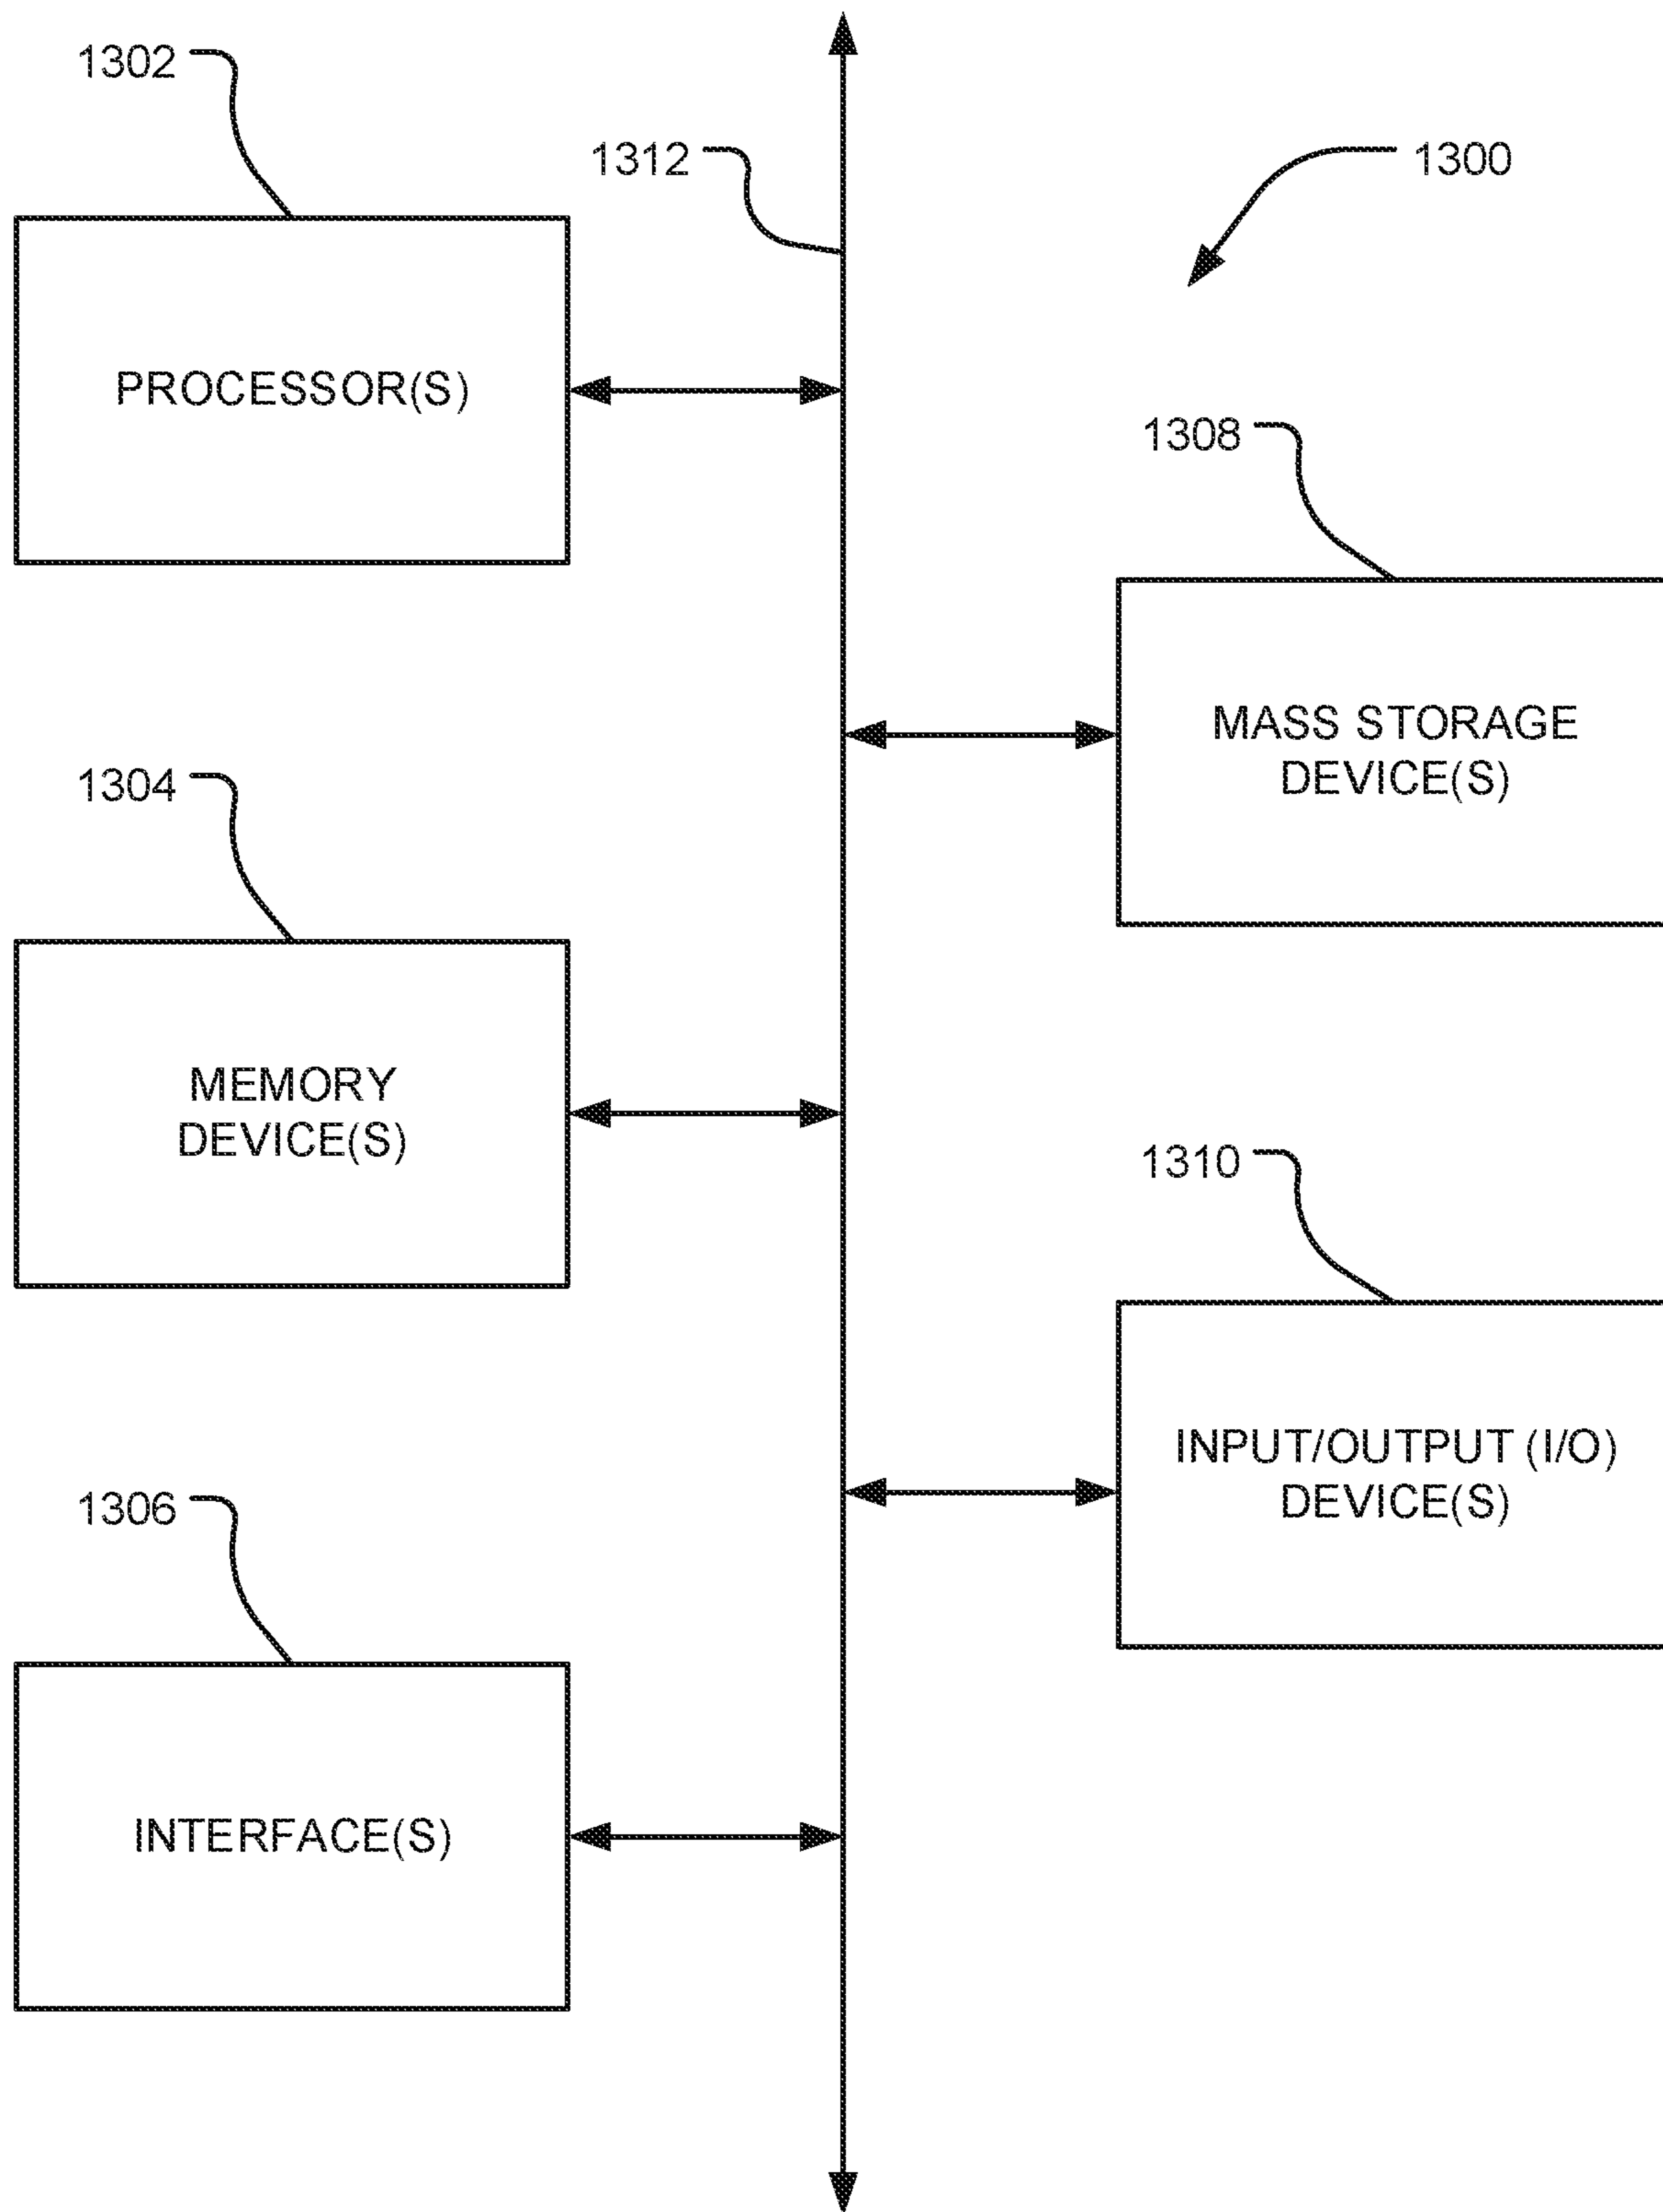 1302
1312
1300
PROCESSOR(S)
1308
MASS STORAGE
DEVICE(S)
1304
MEMORY
DEVICE(S)
1310
INPUT/OUTPUT (I/O)
DEVICE(S)
1306
INTERFACE(S)